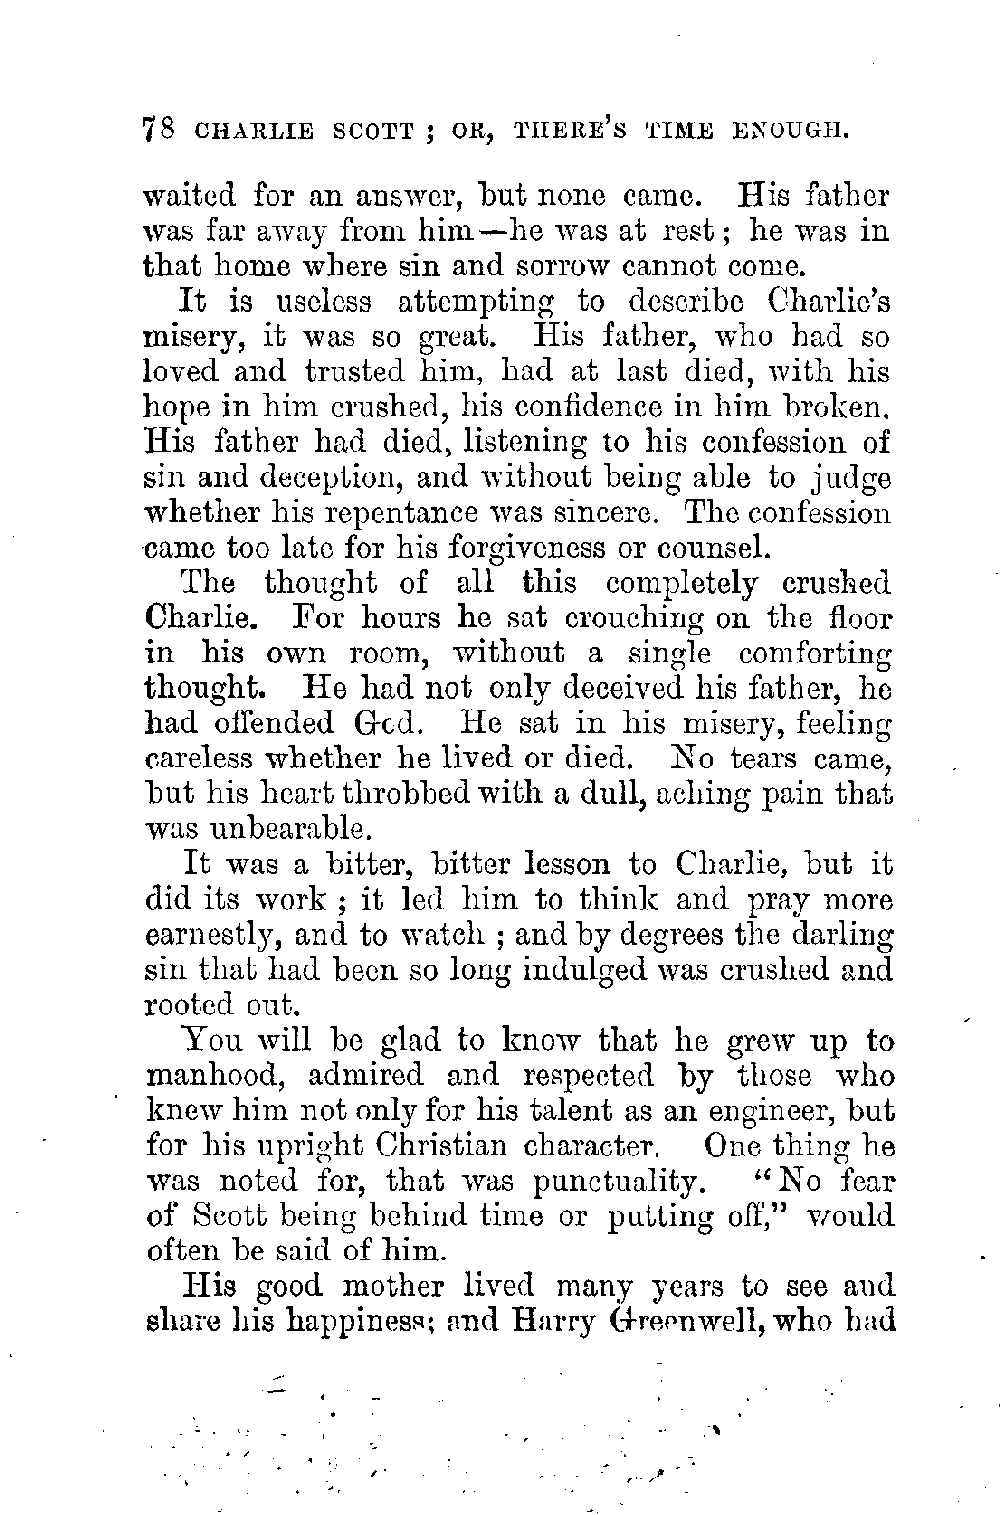 78 CHARLIE SCOTT ; OR, THERE'S TIME ENOUGH.
waited for an answer, but none came. His father
was far away from him—he was at rest; he was in
that home where sin and sorrow cannot come.
It is useless attempting to describe Charlie's
misery, it was so great. His father, who had so
loved and trusted him, had at last died, with his
hope in him crushed, his confidence in him broken.
His father had died, listening to his confession of
sin and deception, and without being able to judge
whether his repentance was sincere. The confession
came too late for his forgiveness or counsel.
The thought of all this completely crushed
Charlie. For hours he sat crouching on the floor
in his own room, without a single comforting
thought. He had not only deceived his father, he
had offended God. He sat in his misery, feeling
careless whether he lived or died. No tears came,
but his heart throbbed with a dull, aching pain that
was unbearable.
It was a bitter, bitter lesson to Charlie, but it
did its work ; it led him to think and pray more
earnestly, and to watch ; and by degrees the darling
sin that had been so long indulged was crushed and
rooted out.
You will be glad to know that he grew up to
manhood, admired and respected by those who
knew him not only for his talent as an engineer, but
for his upright Christian character. One thing he
was noted for, that was punctuality. "No fear
of Scott being behind time or putting off," would
often be said of him.
His good mother lived many years to see and
share his happiness; and Harry Greenwell, who had